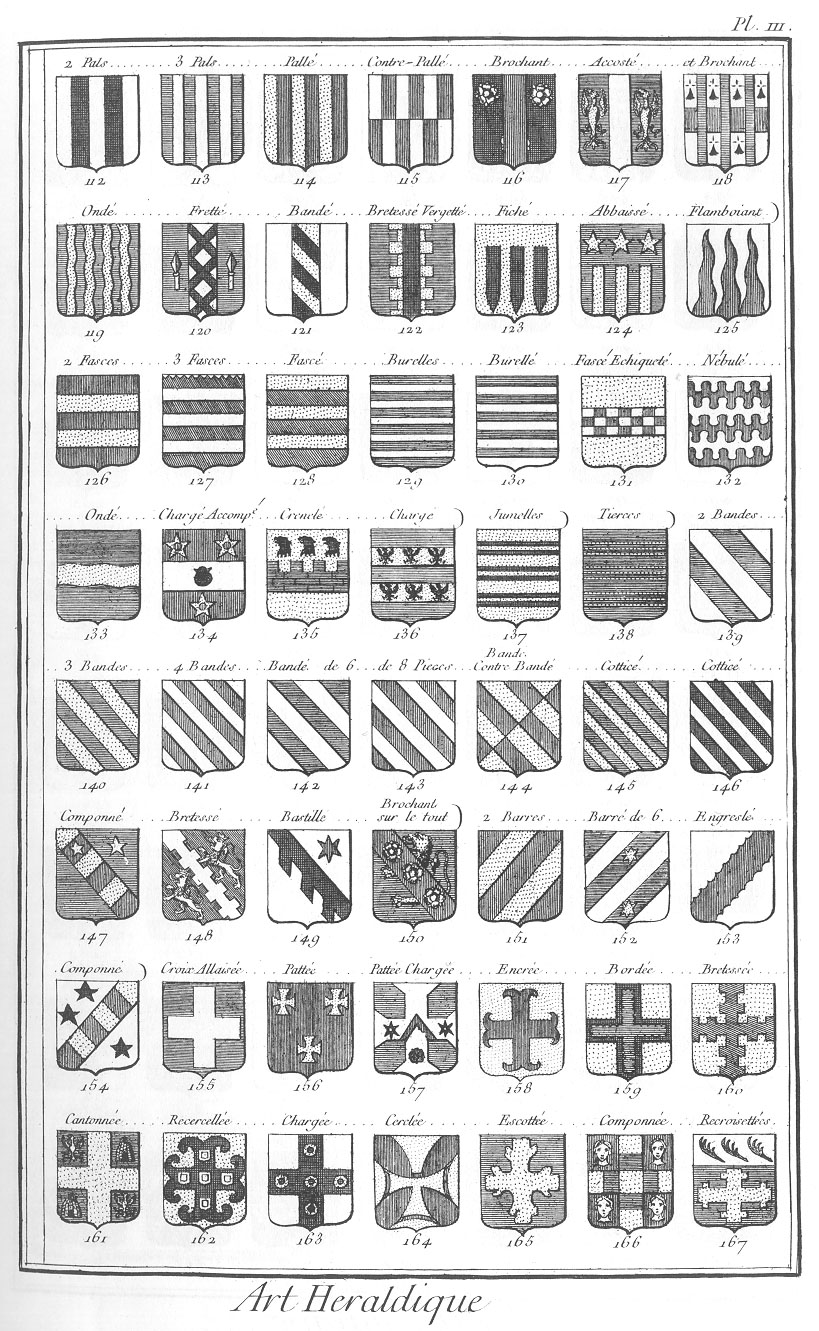 Pl. III.
2 Pals 3 Pals Pallé Contre-Pallé Brochant Accosté et Brochant
112 113 114 115 116 117 118
Ondé Fretté Bandé Bretessé Vergetté Fiché Abbaissé Flamboiant
119 120 121 122 123 124 125
2 Fasces 3 Fasces Fascé Burelles Burellé Fascé Echiqueté Nébulé
126 127 128 129 130 131 132
Ondé Chargé Accompé. Crenelé Chargé Jumelles Tierces 2 Bandes
133 134 135 136 137 138 139
Bande
3 Bandes 4 Bandes Bandé de 6 de 8 Pieces Contre Bandé Cotticé Cotticé
140 141 142 143 144 145 146
Brochant
Componné Bretessé Bastillé sur le tout 2 Barres Barré de 6 Engreslé
147 148 149 150 151 152 153
Componné Croix Allaisée Pattée Pattée Chargée Encrée Bordée Bretessée
154 155 156 157 158 159 160
Cantonnée Recercellée Chargée Cerclée Escottée Componnée Recroisettées
161 162 163 164 165 166 167
Art Heraldique